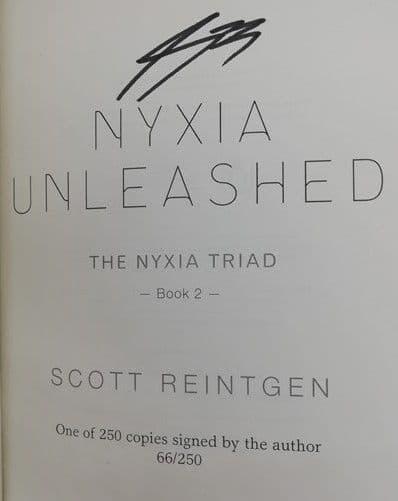 NYXIA
UNLEASHED
THE NYXIA TRIAD
— Book 2 —
SCOTT REINTGEN
One of 250 copies signed by the author
66/250